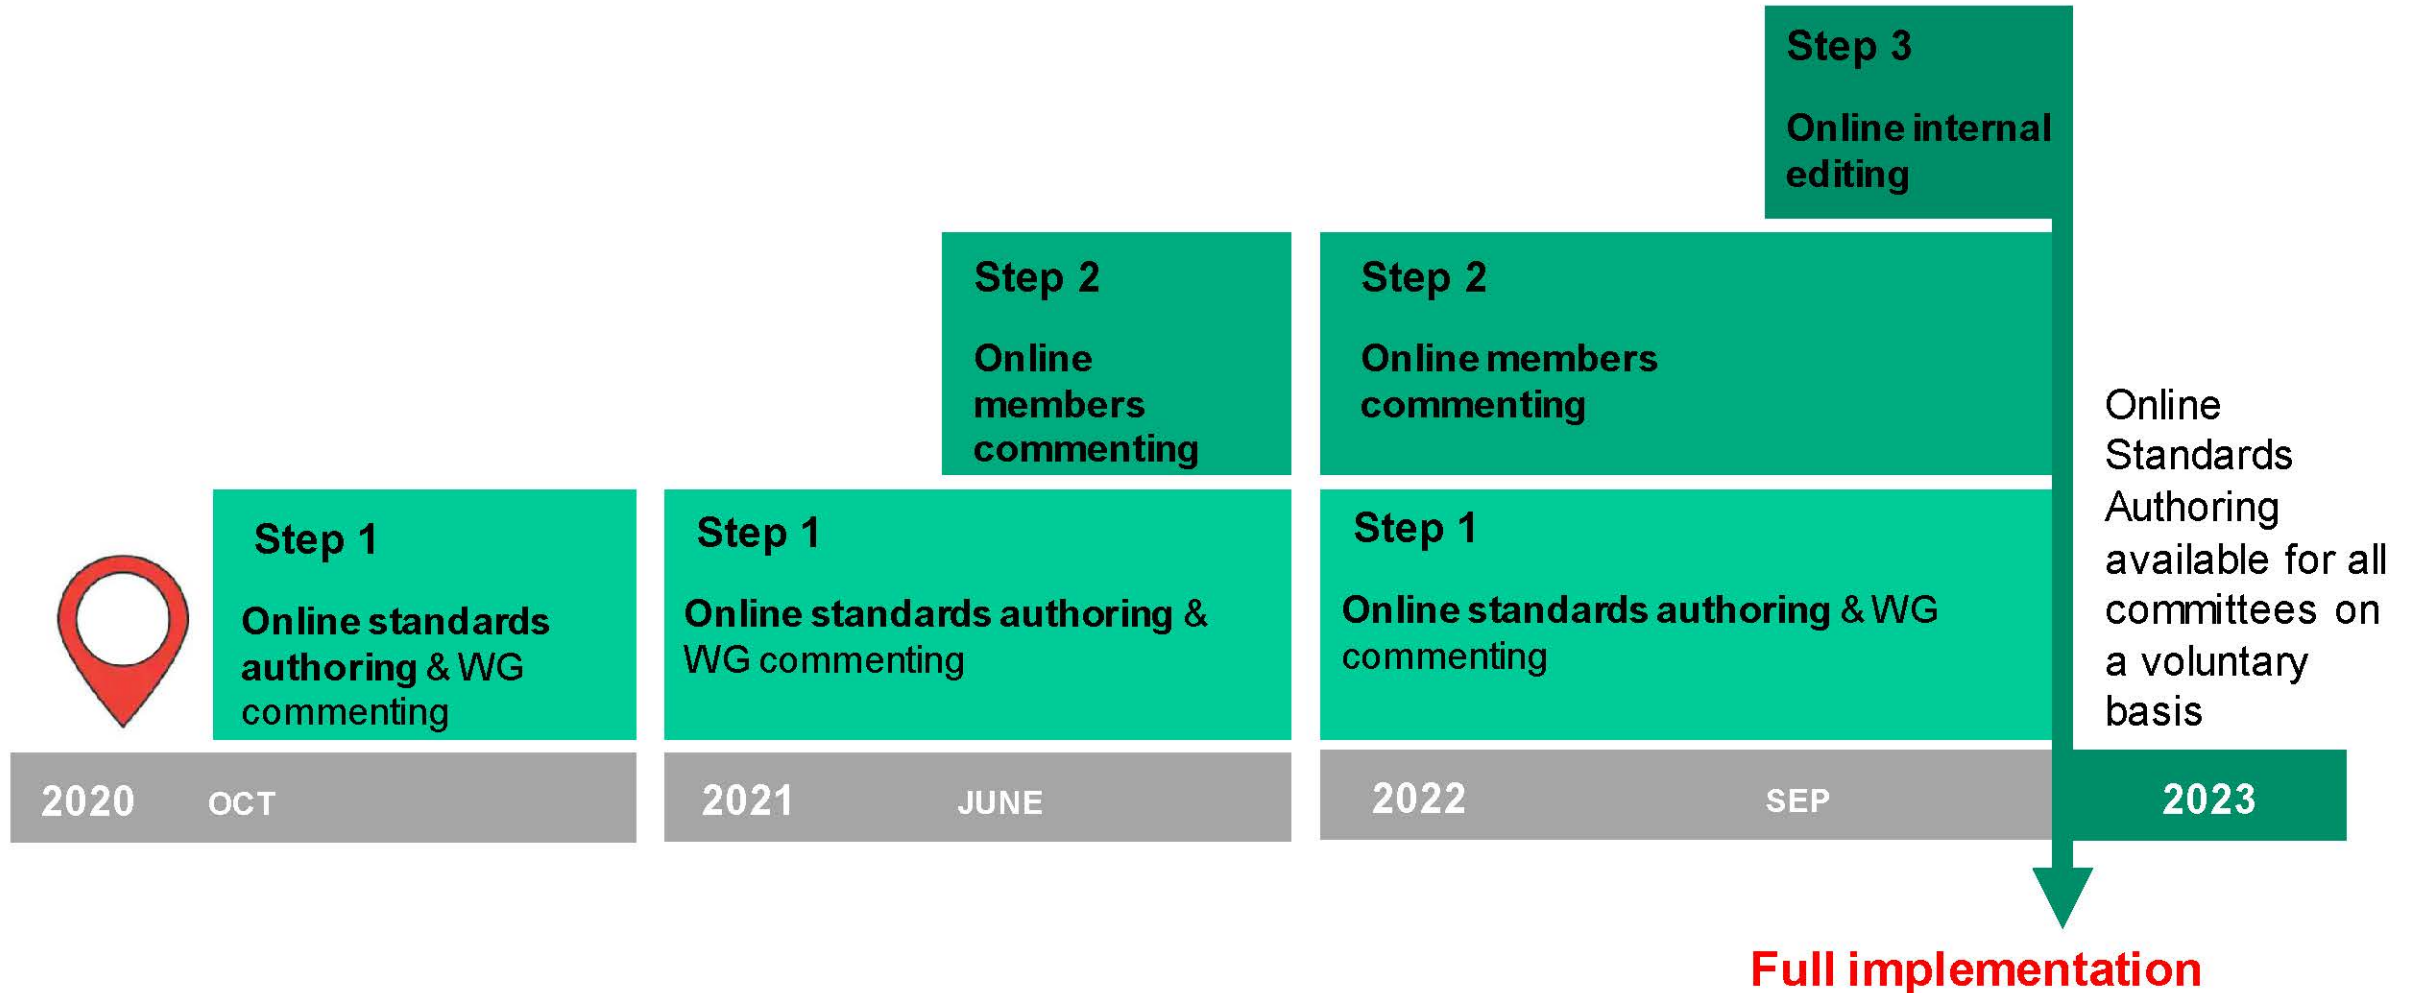 Step 3
Online internal
editing
Step 2
Online
members
commenting
Step 2
Online members
commenting
Step 1
Online standards
authoring & WG
commenting
Step 1
Online standards authoring &
WG commenting
Step 1
Online standards authoring & WG
commenting
Online
Standards
Authoring
available for all
committees on
a voluntary
basis
2020 OCT
2021 JUNE
2022 SEP
2023
Full implementation